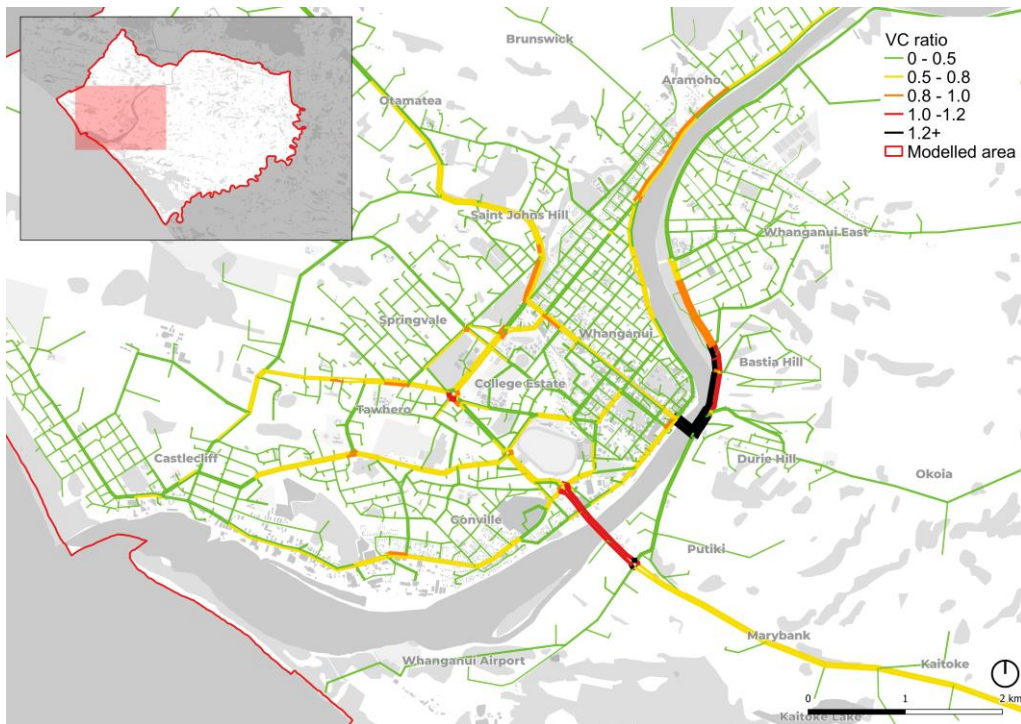 Brunswick
VC ratio
0 - 0.5
0.5 - 0.8
0.8 - 1.0
1.0 -1.2
1.2+
Modelled area
Aramoho
Otamatea
Saint Johns Hill
Whanganui East
Springvale
Whanganui
Bastia Hill
College Estate
Tawhero
Castlecliff
Durie Hill
Okoia
Gonville
Putiki
Marybank
Whanganui Airport
Kaitoke
0 1 2 km
Kaitoke Lake